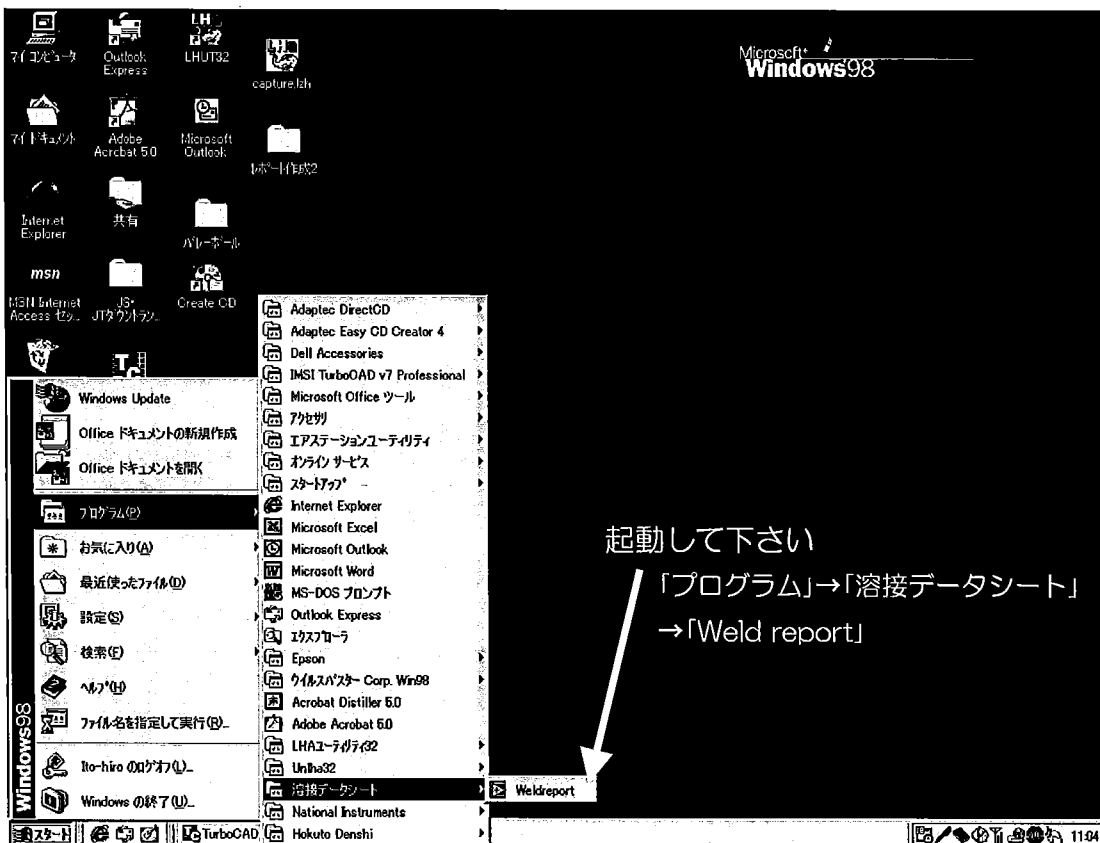 マイ コンピュータ
Outlook
Express
LHUT32
capture.lzh
マイ ドキュメント
Adobe
Acrobat 5.0
Microsoft
Outlook
レポート作成2
Internet
Explorer
共有
バレーボール
msn
MSN Internet
Access セッ...
JS-
JTダウントラン...
Create CD
Microsoft
Windows98
Windows Update
Office ドキュメントの新規作成
Office ドキュメントを開く
プログラム(P)
お気に入り(A)
最近使ったファイル(D)
設定(S)
検索(F)
ヘルプ(H)
ファイル名を指定して実行(R)...
Ito-hiro のログオフ(L)...
Windows の終了(U)...
Windows98
Adaptec DirectCD
Adaptec Easy CD Creator 4
Dell Accessories
IMSI TurboCAD v7 Professional
Microsoft Office ツール
アクセサリ
エアステーションユーティリティ
オンライン サービス
スタートアップ
Internet Explorer
Microsoft Excel
Microsoft Outlook
Microsoft Word
MS-DOS プロンプト
Outlook Express
エクスプローラ
Epson
ウイルスバスター Corp. Win98
Acrobat Distiller 5.0
Adobe Acrobat 5.0
LHAユーティリティ32
Unlha32
溶接データシート
National Instruments
Hokuto Denshi
Weldreport
起動して下さい
「プログラム」→「溶接データシート」
→「Weld report」
スタート
TurboCAD
11:04